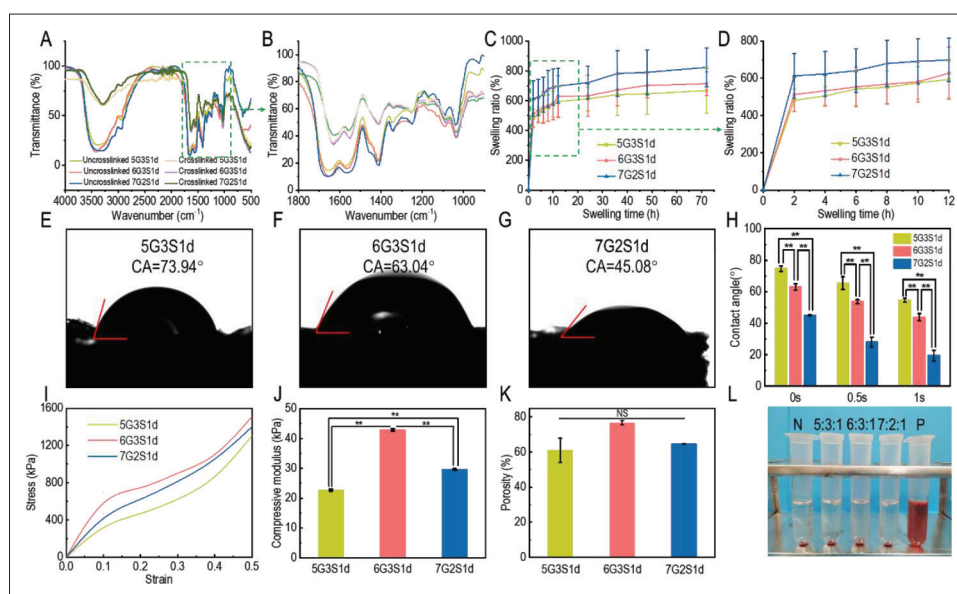 A
Transmittance (%)
100
80
60
40
20
0
Uncrosslinked 5G3S1d
Uncrosslinked 6G3S1d
Uncrosslinked 7G2S1d
Crosslinked 5G3S1d
Crosslinked 6G3S1d
Crosslinked 7G2S1d
4000 3500 3000 2500 2000 1500 1000 500
Wavenumber (cm⁻¹)
B
Transmittance (%)
100
90
80
70
60
50
40
30
20
10
0
1800 1600 1400 1200 1000
Wavenumber (cm⁻¹)
C
Swelling ratio (%)
1000
800
600
400
200
0
5G3S1d
6G3S1d
7G2S1d
0 10 20 30 40 50 60 70
Swelling time (h)
D
Swelling ratio (%)
800
600
400
200
0
5G3S1d
6G3S1d
7G2S1d
0 2 4 6 8 10 12
Swelling time (h)
E
5G3S1d
CA=73.94°
F
6G3S1d
CA=63.04°
G
7G2S1d
CA=45.08°
H
Contact angle(°)
100
80
60
40
20
0
5G3S1d
6G3S1d
7G2S1d
** ** **
** ** **
** ** **
0s 0.5s 1s
I
Stress (kPa)
1600
1200
800
400
0
5G3S1d
6G3S1d
7G2S1d
0.0 0.1 0.2 0.3 0.4 0.5
Strain
J
Compressive modulus (kPa)
50
40
30
20
10
0
**
** **
5G3S1d 6G3S1d 7G2S1d
K
Porosity(%)
100
80
60
40
20
0
NS
5G3S1d 6G3S1d 7G2S1d
L
N 5:3:1 6:3:1 7:2:1 P